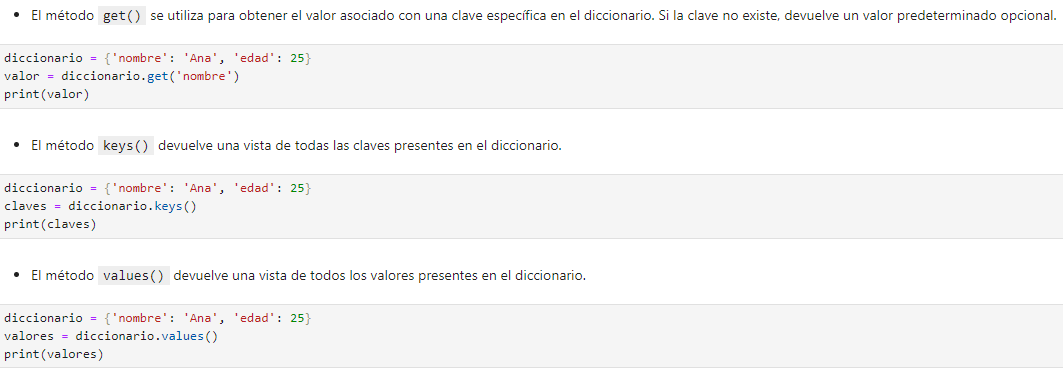 • El método get() se utiliza para obtener el valor asociado con una clave específica en el diccionario. Si la clave no existe, devuelve un valor predeterminado opcional.
diccionario = {'nombre': 'Ana', 'edad': 25}
valor = diccionario.get('nombre')
print(valor)
• El método keys() devuelve una vista de todas las claves presentes en el diccionario.
diccionario = {'nombre': 'Ana', 'edad': 25}
claves = diccionario.keys()
print(claves)
• El método values() devuelve una vista de todos los valores presentes en el diccionario.
diccionario = {'nombre': 'Ana', 'edad': 25}
valores = diccionario.values()
print(valores)